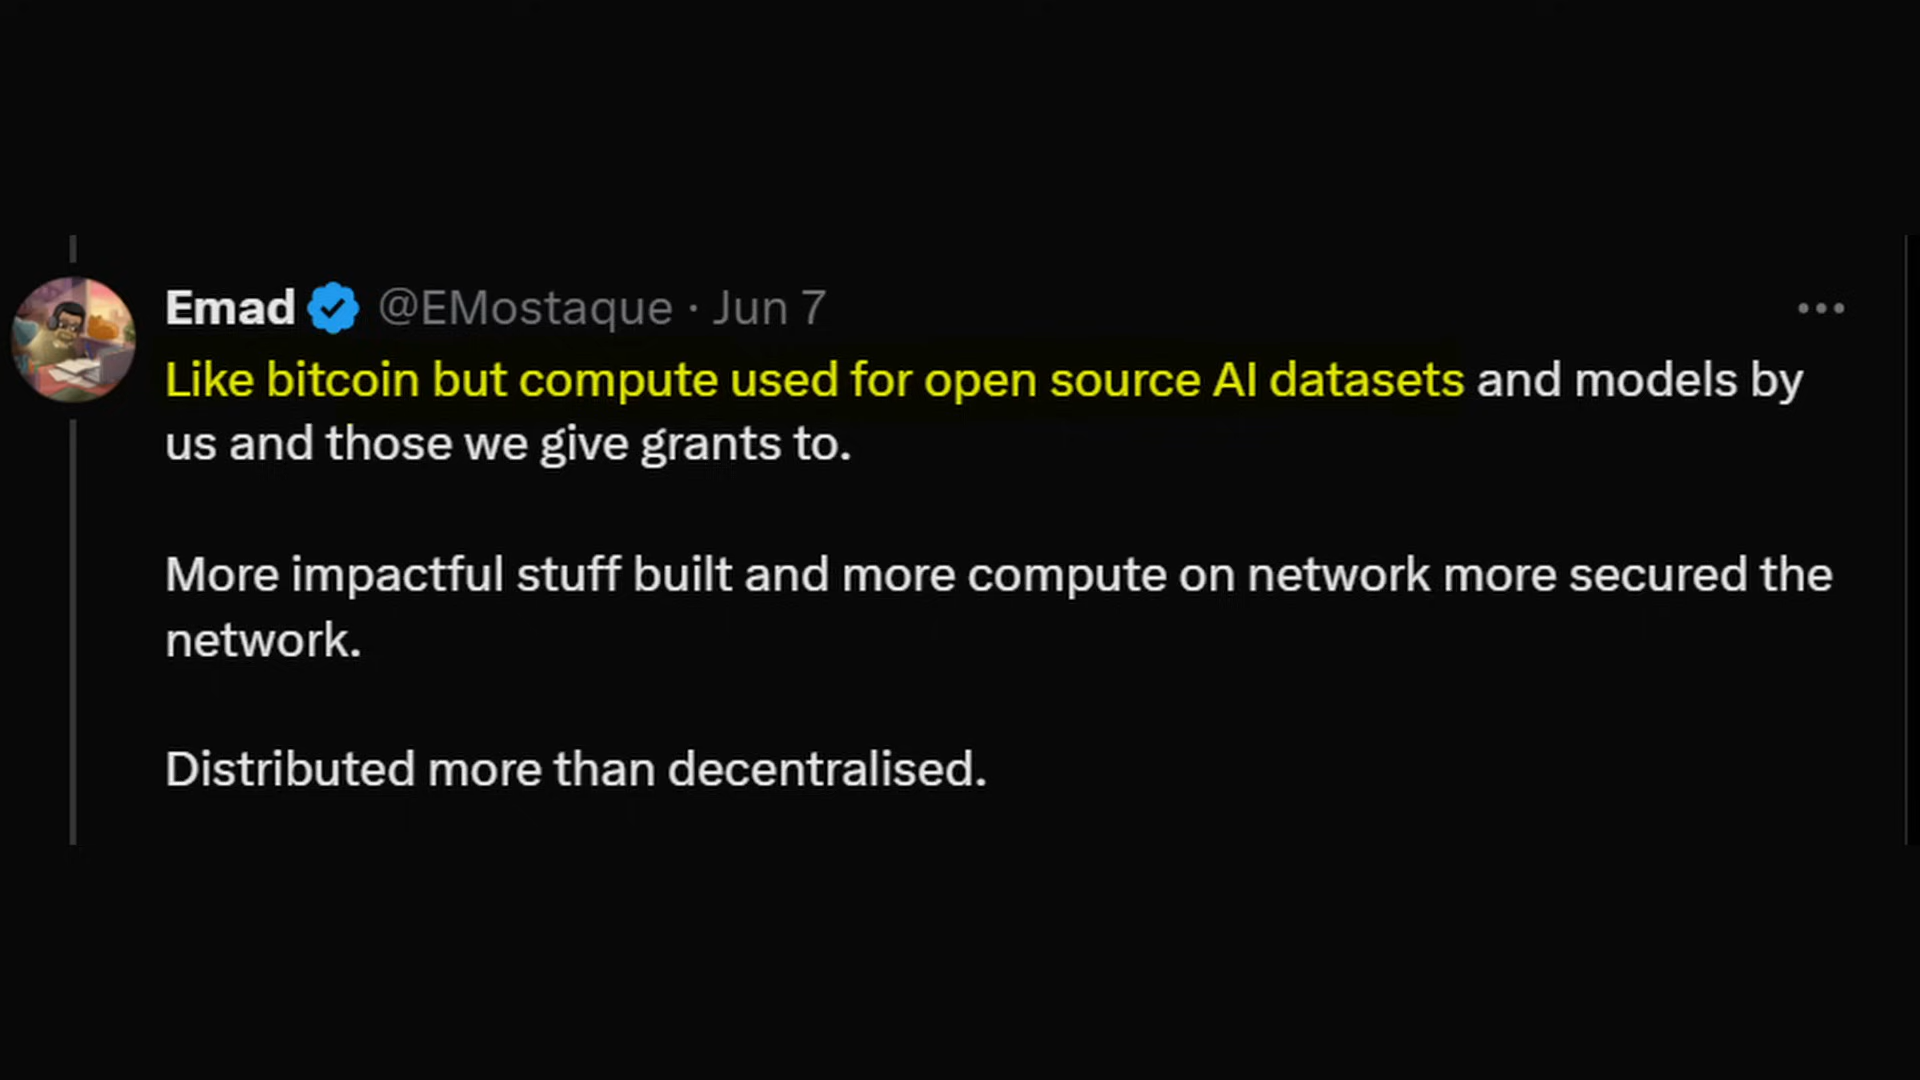 Emad @EMostaque · Jun 7
Like bitcoin but compute used for open source AI datasets and models by
us and those we give grants to.
More impactful stuff built and more compute on network more secured the
network.
Distributed more than decentralised.